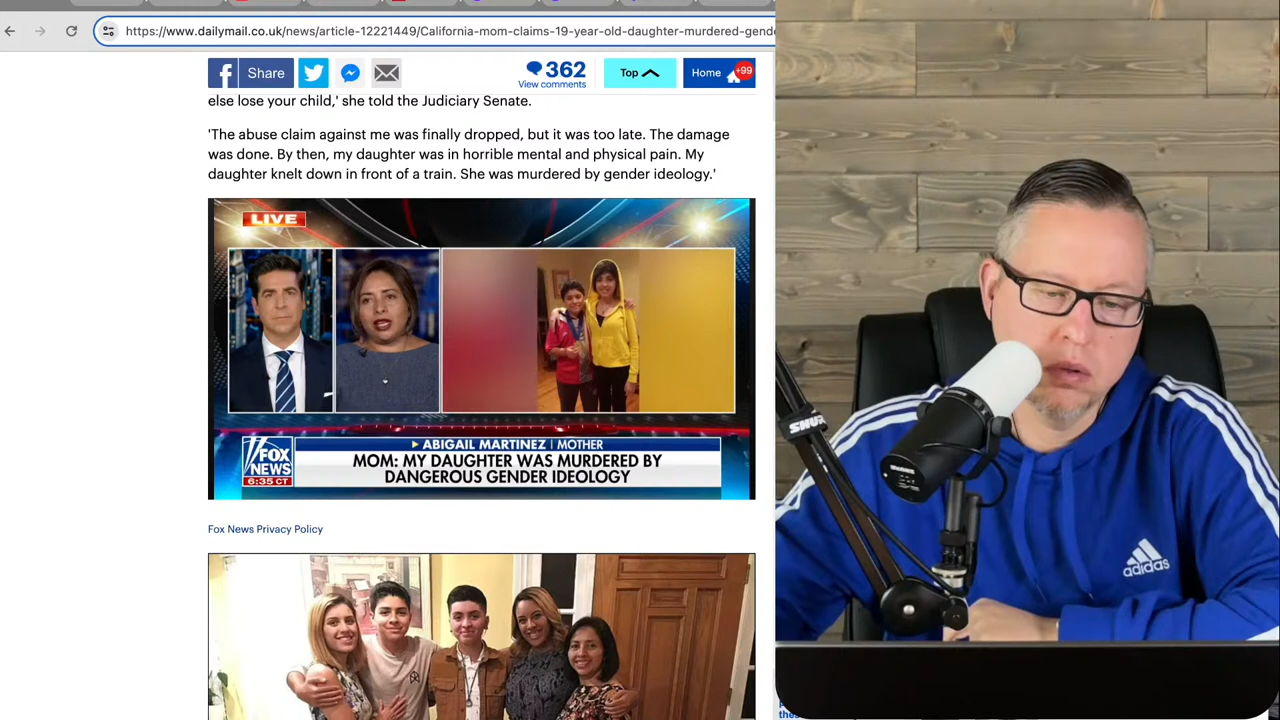 https://www.dailymail.co.uk/news/article-12221449/California-mom-claims-19-year-old-daughter-murdered-gende
f Share
362
View comments
Top
Home
+99
else lose your child,' she told the Judiciary Senate.
'The abuse claim against me was finally dropped, but it was too late. The damage
was done. By then, my daughter was in horrible mental and physical pain. My
daughter knelt down in front of a train. She was murdered by gender ideology.'
LIVE
ABIGAIL MARTINEZ | MOTHER
MOM: MY DAUGHTER WAS MURDERED BY
DANGEROUS GENDER IDEOLOGY
FOX
NEWS
6:35 CT
Fox News Privacy Policy
SHURE
adidas